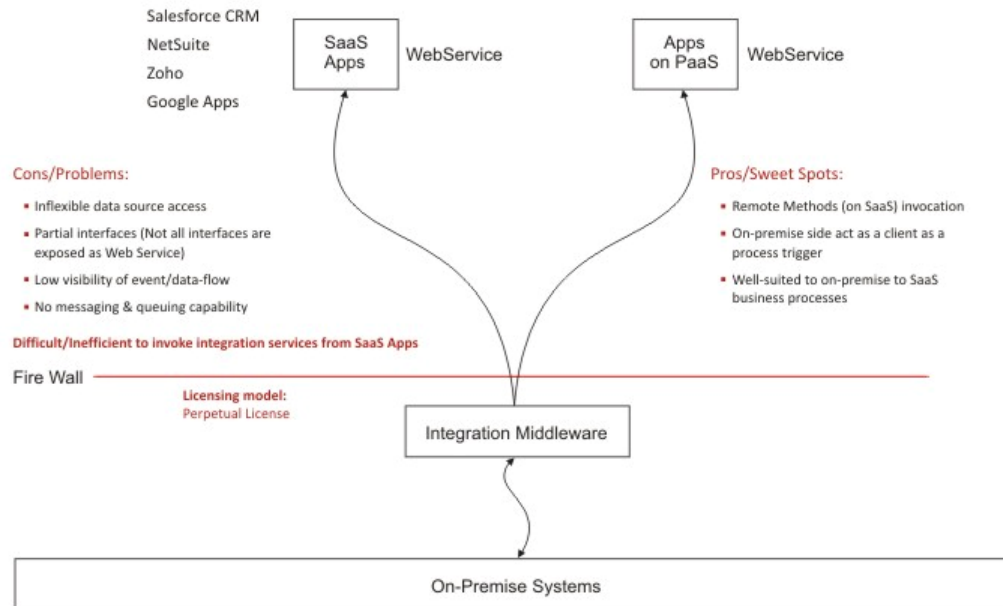 Salesforce CRM
NetSuite
Zoho
Google Apps
SaaS
Apps
WebService
Apps
on PaaS
WebService
Cons/Problems:
▪ Inflexible data source access
▪ Partial interfaces (Not all interfaces are
exposed as Web Service)
▪ Low visibility of event/data-flow
▪ No messaging & queuing capability
Difficult/Inefficient to invoke integration services from SaaS Apps
Pros/Sweet Spots:
▪ Remote Methods (on SaaS) invocation
▪ On-premise side act as a client as a
process trigger
▪ Well-suited to on-premise to SaaS
business processes
Fire Wall
Licensing model:
Perpetual License
Integration Middleware
On-Premise Systems